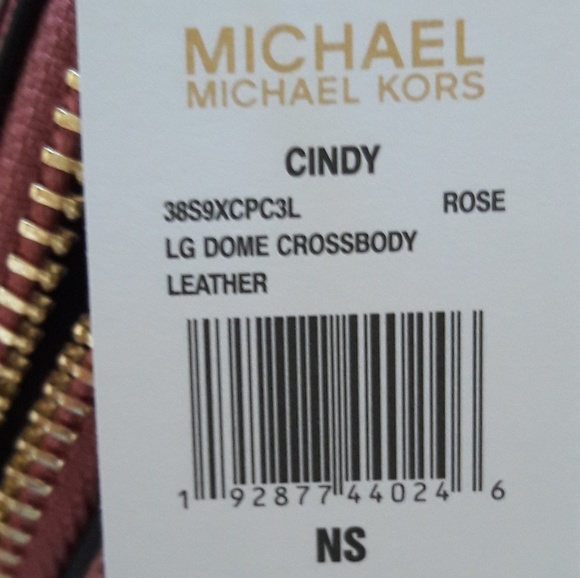 MICHAEL
MICHAEL KORS
CINDY
38S9XCPC3L ROSE
LG DOME CROSSBODY
LEATHER
1 92877 44024 6
NS